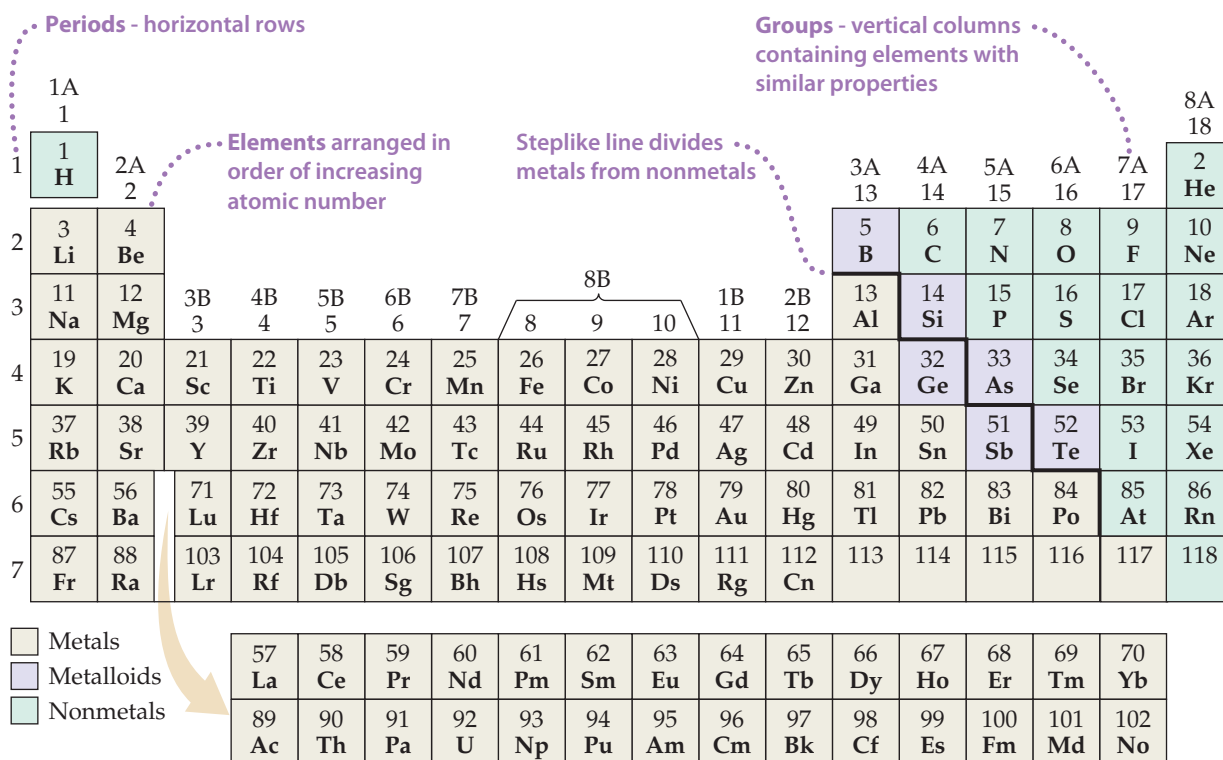 Periods - horizontal rows
Groups - vertical columns
containing elements with
similar properties
1A
1
8A
18
Elements arranged in
order of increasing
atomic number
Steplike line divides
metals from nonmetals
2A
2
3A 4A 5A 6A 7A
13 14 15 16 17
1 1 2
H He
2 3 4 5 6 7 8 9 10
Li Be B C N O F Ne
8B
3B 4B 5B 6B 7B 1B 2B
3 4 5 6 7 8 9 10 11 12
3 11 12 13 14 15 16 17 18
Na Mg Al Si P S Cl Ar
4 19 20 21 22 23 24 25 26 27 28 29 30 31 32 33 34 35 36
K Ca Sc Ti V Cr Mn Fe Co Ni Cu Zn Ga Ge As Se Br Kr
5 37 38 39 40 41 42 43 44 45 46 47 48 49 50 51 52 53 54
Rb Sr Y Zr Nb Mo Tc Ru Rh Pd Ag Cd In Sn Sb Te I Xe
6 55 56 71 72 73 74 75 76 77 78 79 80 81 82 83 84 85 86
Cs Ba Lu Hf Ta W Re Os Ir Pt Au Hg Tl Pb Bi Po At Rn
7 87 88 103 104 105 106 107 108 109 110 111 112 113 114 115 116 117 118
Fr Ra Lr Rf Db Sg Bh Hs Mt Ds Rg Cn
Metals
Metalloids
Nonmetals
57 58 59 60 61 62 63 64 65 66 67 68 69 70
La Ce Pr Nd Pm Sm Eu Gd Tb Dy Ho Er Tm Yb
89 90 91 92 93 94 95 96 97 98 99 100 101 102
Ac Th Pa U Np Pu Am Cm Bk Cf Es Fm Md No